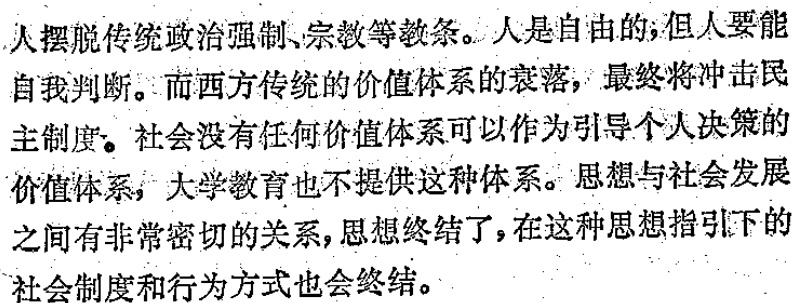 人摆脱传统政治强制、宗教等教条。人是自由的,但人要能
自我判断。而西方传统的价值体系的衰落，最终将冲击民
主制度。社会没有任何价值体系可以作为引导个人决策的
价值体系，大学教育也不提供这种体系。思想与社会发展
之间有非常密切的关系,思想终结了,在这种思想指引下的
社会制度和行为方式也会终结。